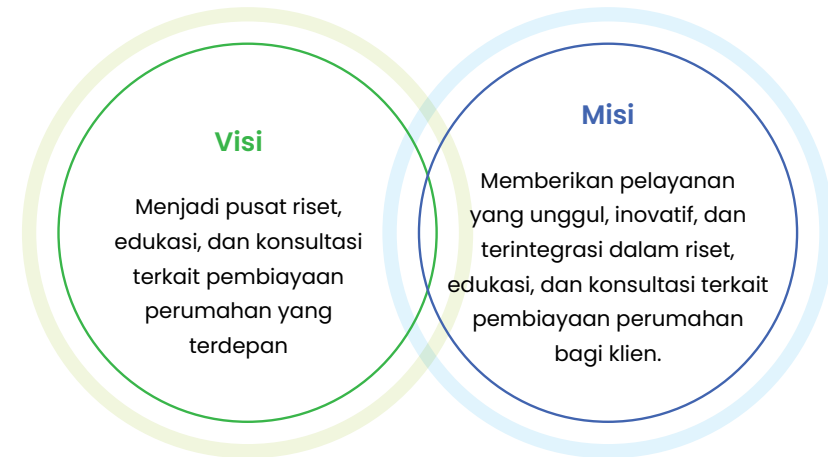 Visi
Menjadi pusat riset,
edukasi, dan konsultasi
terkait pembiayaan
perumahan yang
terdepan
Misi
Memberikan pelayanan
yang unggul, inovatif, dan
terintegrasi dalam riset,
edukasi, dan konsultasi terkait
pembiayaan perumahan
bagi klien.